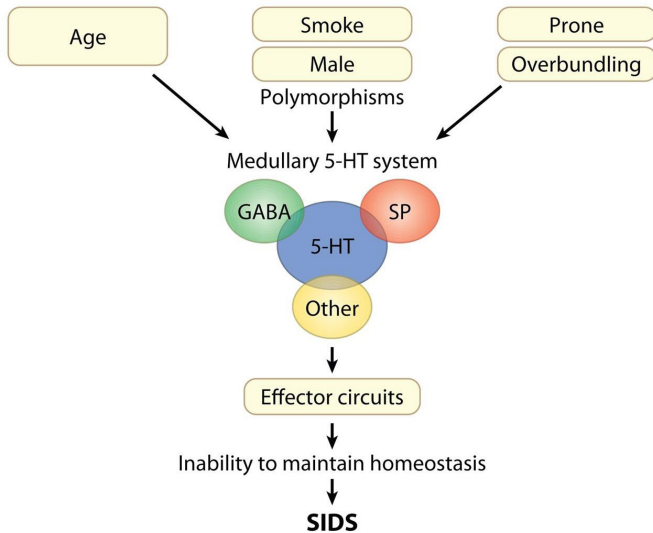 Age
Smoke
Male
Polymorphisms
Prone
Overbundling
Medullary 5-HT system
GABA
SP
5-HT
Other
Effector circuits
Inability to maintain homeostasis
SIDS